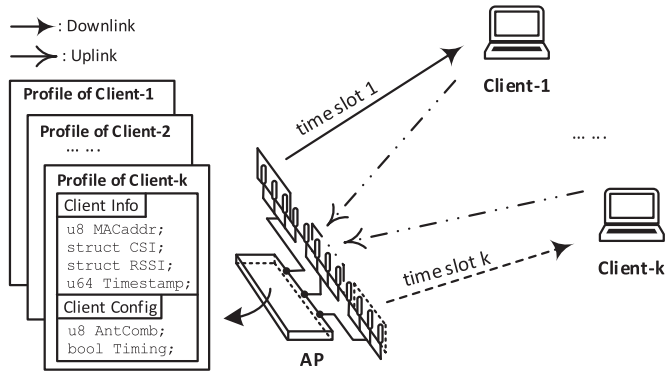 : Downlink
: Uplink
Profile of Client-1
Profile of Client-2
... ...
Profile of Client-k
Client Info
u8 MACaddr;
struct CSI;
struct RSSI;
u64 Timestamp;
Client Config
u8 AntComb;
bool Timing;
time slot 1
Client-1
... ...
time slot k
Client-k
AP